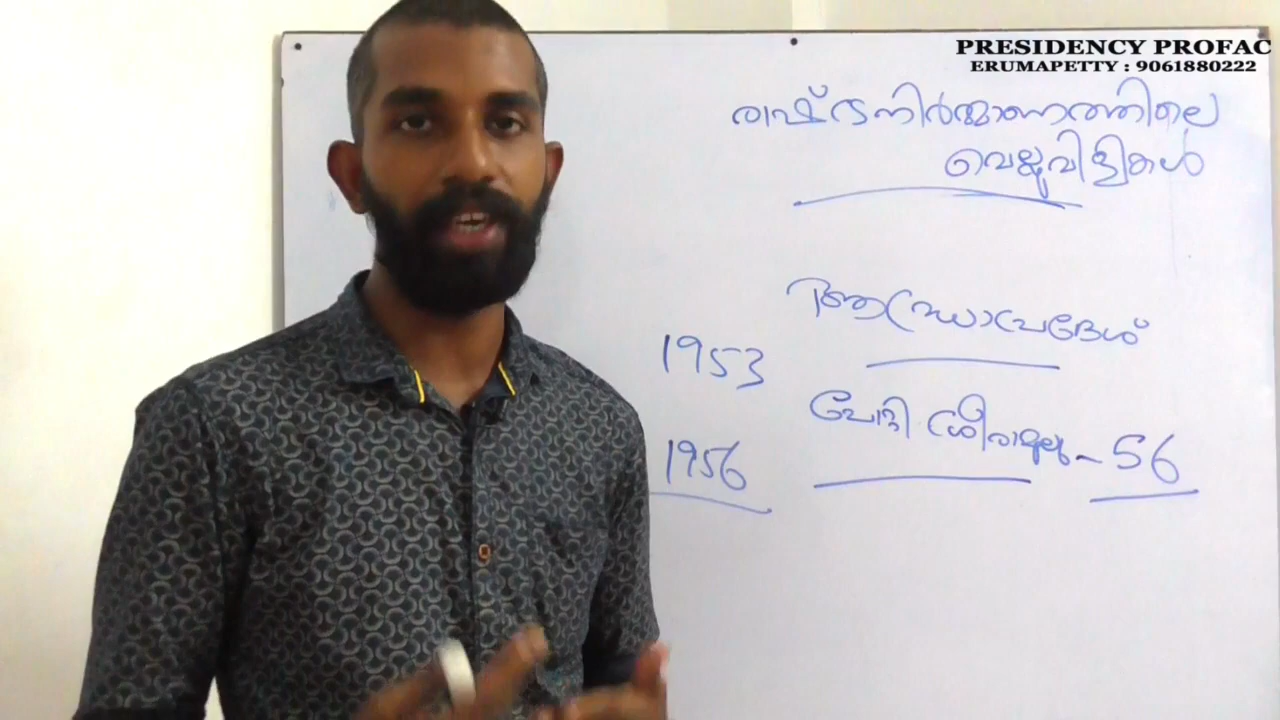 PRESIDENCY PROFAC
ERUMAPETTY : 9061880222
രാഷ്ട്രനിർമ്മാണത്തിലെ
വെല്ലുവിളികൾ
ആന്ധ്രാപ്രദേശ്
1953
പോറ്റി ശ്രീരാമുലു - 56
1956